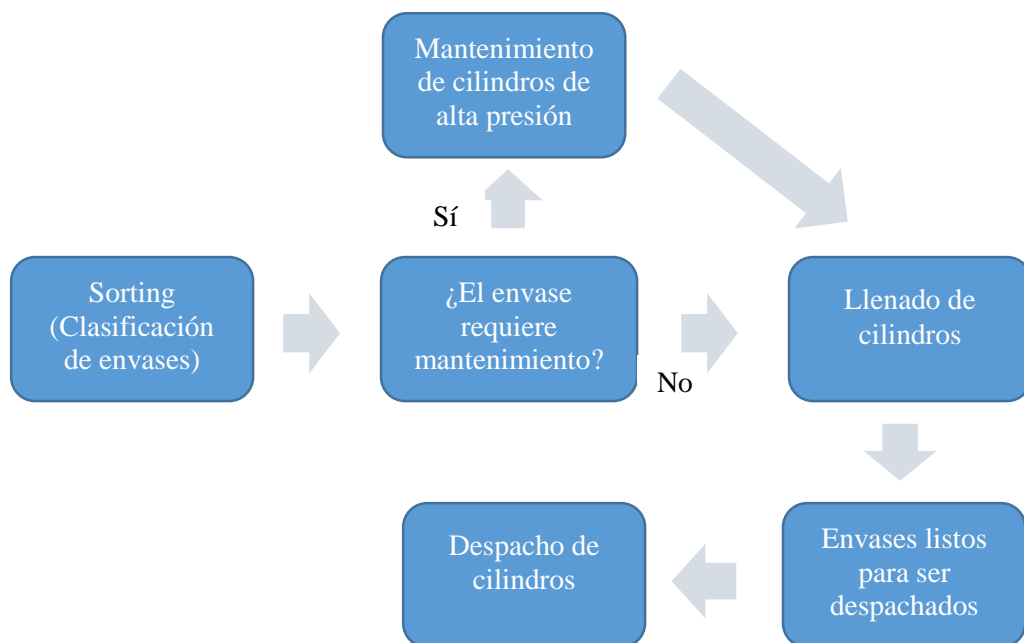 Mantenimiento
de cilindros de
alta presión
Sí
Sorting
(Clasificación
de envases)
¿El envase
requiere
mantenimiento?
No
Llenado de
cilindros
Despacho de
cilindros
Envases listos
para ser
despachados